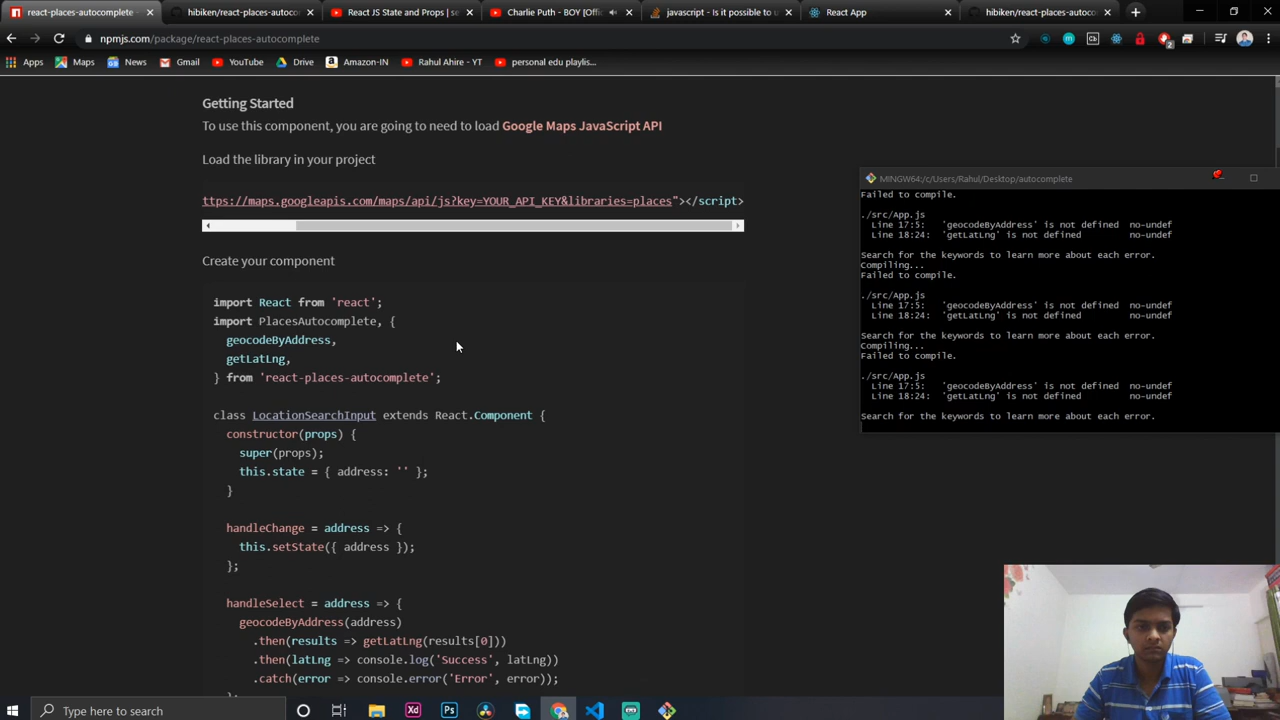 react-places-autocomplete
hibiken/react-places-autoco
React JS State and Props | se
Charlie Puth - BOY [Offi
javascript - Is it possible to u
React App
hibiken/react-places-autoco
npmjs.com/package/react-places-autocomplete
2
Apps
Maps
News
Gmail
YouTube
Drive
Amazon-IN
Rahul Ahire - YT
personal edu playlis...
Getting Started
To use this component, you are going to need to load Google Maps JavaScript API
Load the library in your project
ttps://maps.googleapis.com/maps/api/js?key=YOUR_API_KEY&libraries=places"></script>
Create your component
import React from 'react';
import PlacesAutocomplete, {
geocodeByAddress,
getLatLng,
} from 'react-places-autocomplete';
class LocationSearchInput extends React.Component {
constructor(props) {
super(props);
this.state = { address: '' };
}
handleChange = address => {
this.setState({ address });
};
handleSelect = address => {
geocodeByAddress(address)
.then(results => getLatLng(results[0]))
.then(latLng => console.log('Success', latLng))
.catch(error => console.error('Error', error));
};
MINGW64:/c/Users/Rahul/Desktop/autocomplete
Failed to compile.
./src/App.js
Line 17:5: 'geocodeByAddress' is not defined no-undef
Line 18:24: 'getLatLng' is not defined no-undef
Search for the keywords to learn more about each error.
Compiling...
Failed to compile.
./src/App.js
Line 17:5: 'geocodeByAddress' is not defined no-undef
Line 18:24: 'getLatLng' is not defined no-undef
Search for the keywords to learn more about each error.
Compiling...
Failed to compile.
./src/App.js
Line 17:5: 'geocodeByAddress' is not defined no-undef
Line 18:24: 'getLatLng' is not defined no-undef
Search for the keywords to learn more about each error.
Type here to search
Xd
Ps